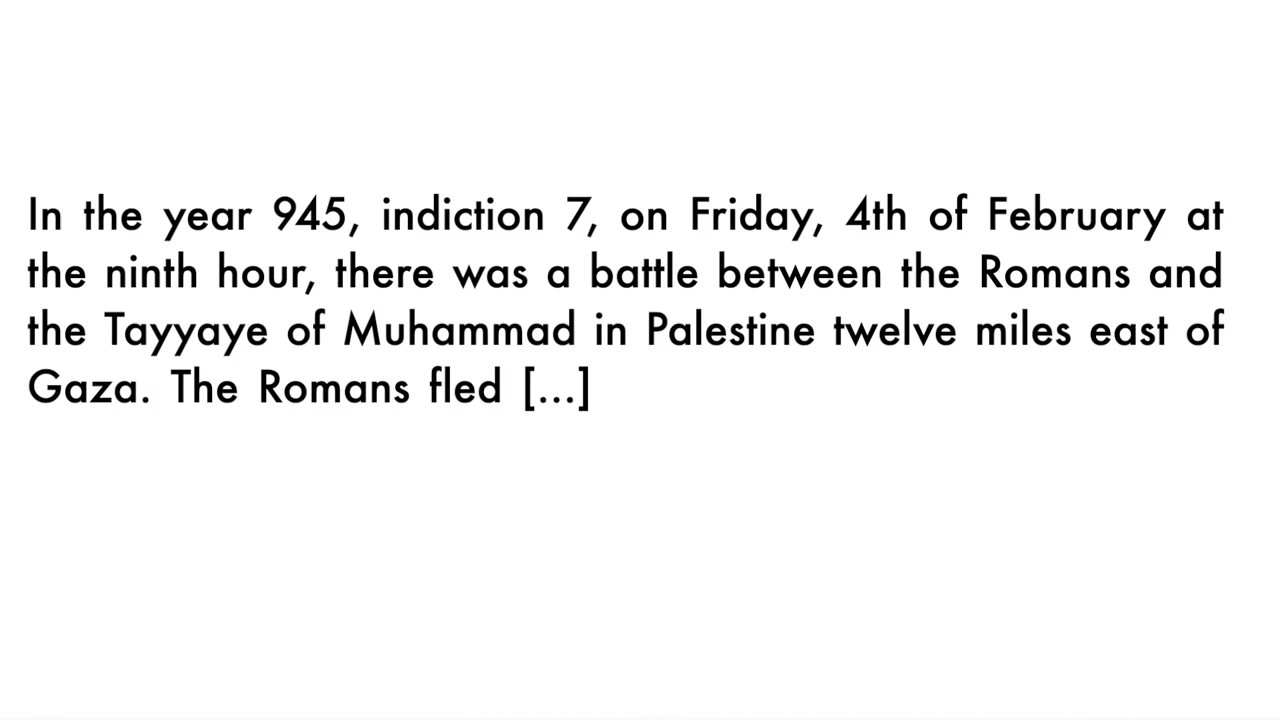 In the year 945, indiction 7, on Friday, 4th of February at
the ninth hour, there was a battle between the Romans and
the Tayyaye of Muhammad in Palestine twelve miles east of
Gaza. The Romans fled [...]